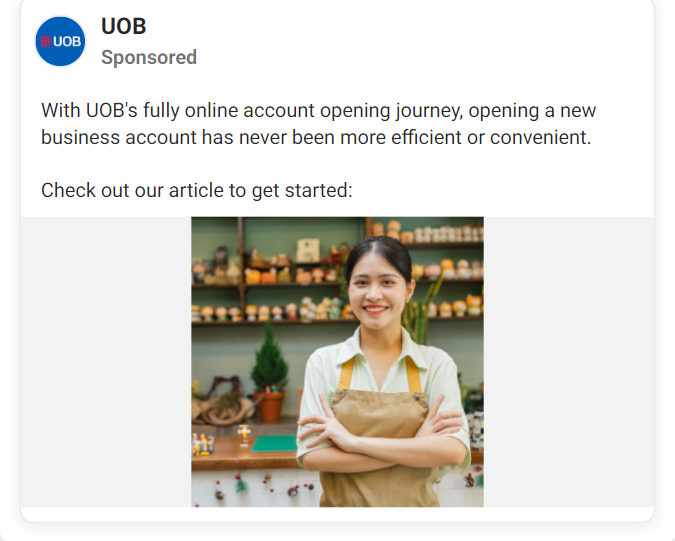 UOB
UOB
Sponsored
With UOB's fully online account opening journey, opening a new
business account has never been more efficient or convenient.
Check out our article to get started: